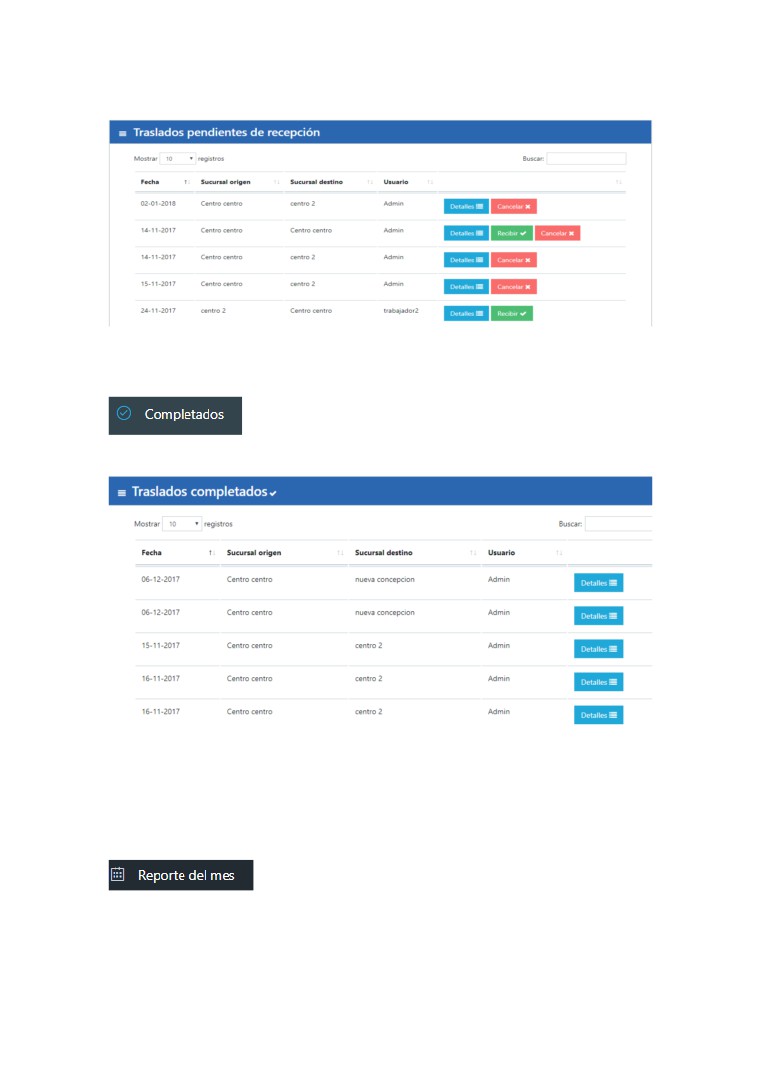 Traslados pendientes de recepción
Mostrar 10 registros Buscar:
Fecha Sucursal origen Sucursal destino Usuario
02-01-2018 Centro centro centro 2 Admin Detalles Cancelar
14-11-2017 Centro centro Centro centro Admin Detalles Recibir Cancelar
14-11-2017 Centro centro centro 2 Admin Detalles Cancelar
15-11-2017 Centro centro centro 2 Admin Detalles Cancelar
24-11-2017 centro 2 Centro centro trabajador2 Detalles Recibir
Completados
Traslados completados
Mostrar 10 registros Buscar:
Fecha Sucursal origen Sucursal destino Usuario
06-12-2017 Centro centro nueva concepcion Admin Detalles
06-12-2017 Centro centro nueva concepcion Admin Detalles
15-11-2017 Centro centro centro 2 Admin Detalles
16-11-2017 Centro centro centro 2 Admin Detalles
16-11-2017 Centro centro centro 2 Admin Detalles
Reporte del mes